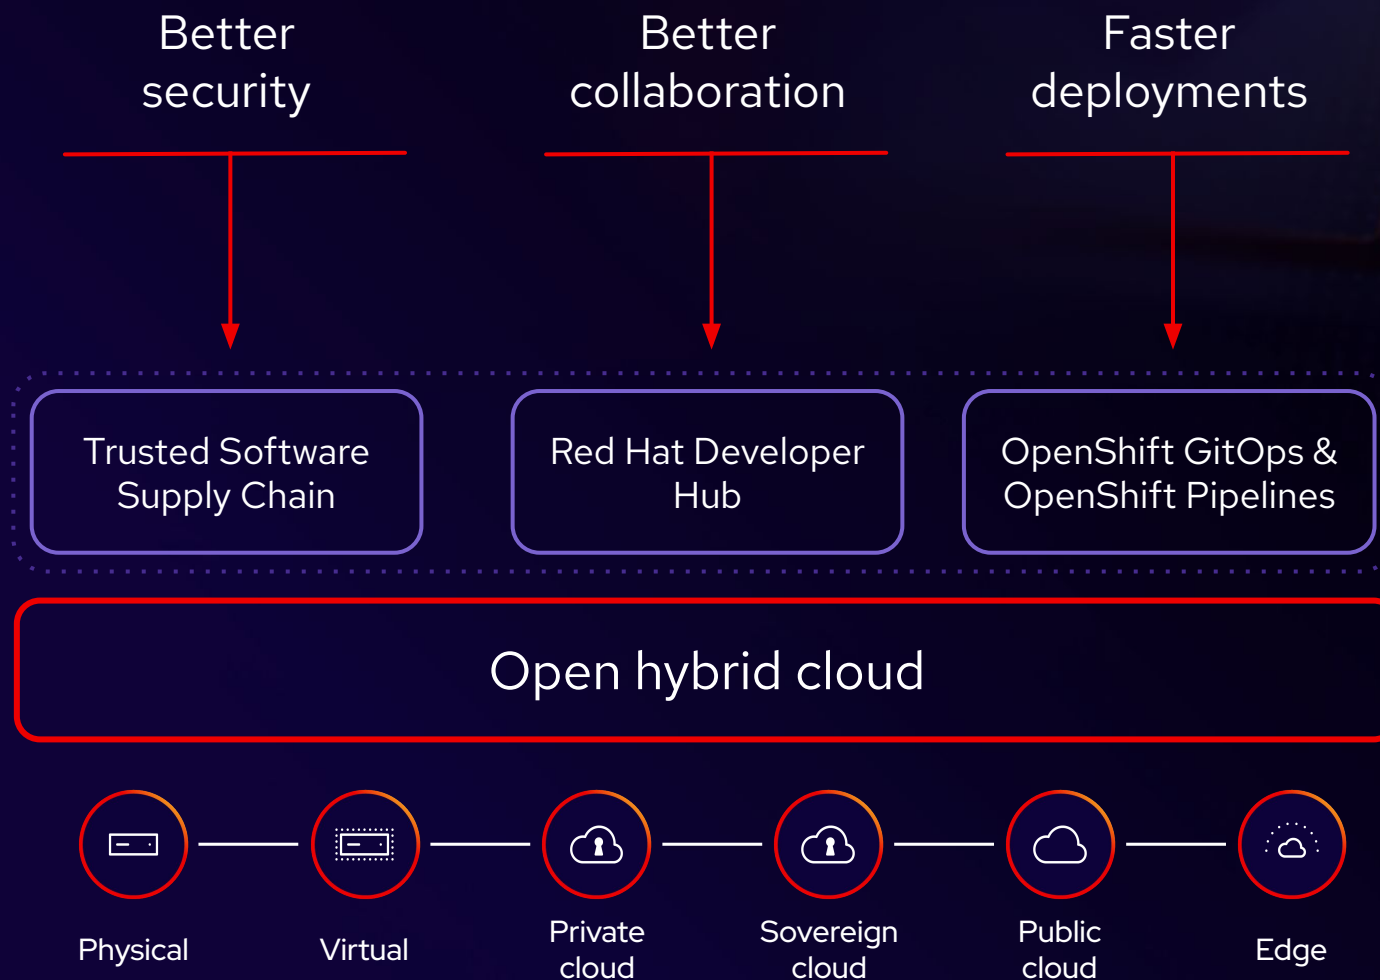 Better
security
Better
collaboration
Faster
deployments
Trusted Software
Supply Chain
Red Hat Developer
Hub
OpenShift GitOps &
OpenShift Pipelines
Open hybrid cloud
Physical
Virtual
Private
cloud
Sovereign
cloud
Public
cloud
Edge